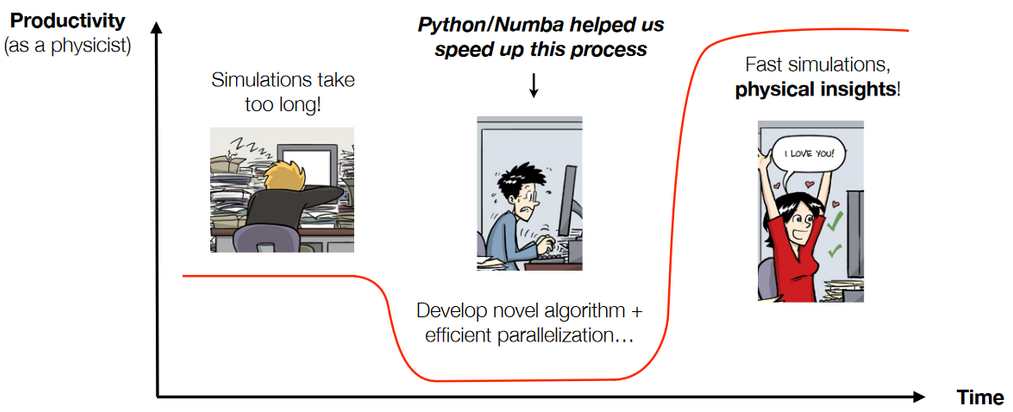 Productivity
(as a physicist)
Simulations take
too long!
Zzzz
Python/Numba helped us
speed up this process
Develop novel algorithm +
efficient parallelization…
Fast simulations,
physical insights!
I LOVE YOU!
Time